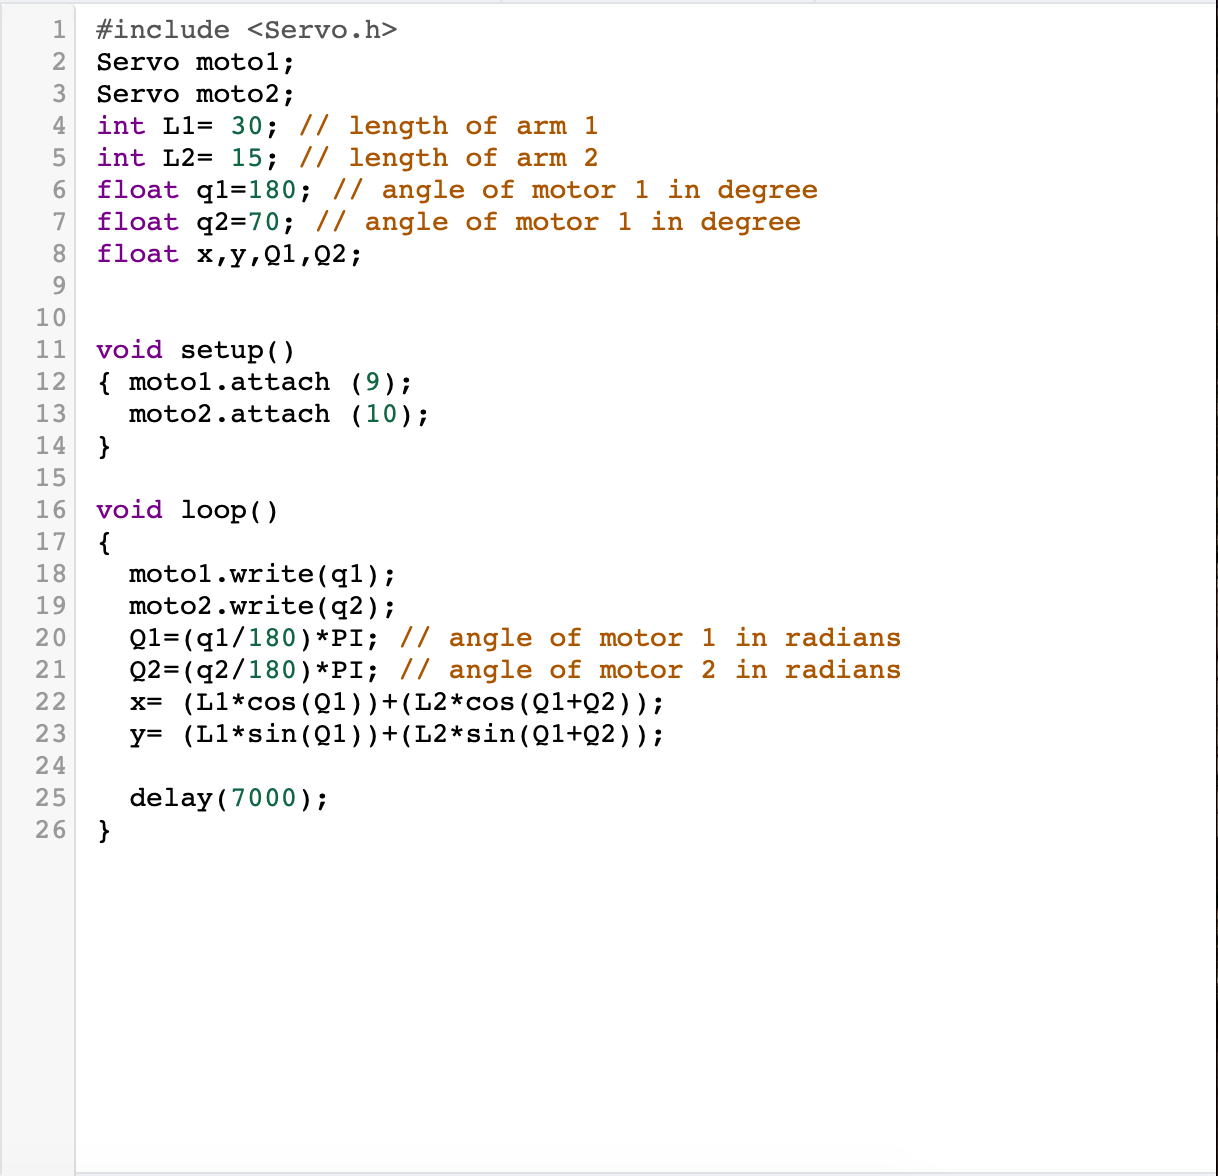 1 #include <Servo.h>
2 Servo moto1;
3 Servo moto2;
4 int L1= 30; // length of arm 1
5 int L2= 15; // length of arm 2
6 float q1=180; // angle of motor 1 in degree
7 float q2=70; // angle of motor 1 in degree
8 float x,y,Q1,Q2;
9
10
11 void setup()
12 { moto1.attach (9);
13   moto2.attach (10);
14 }
15
16 void loop()
17 {
18   moto1.write(q1);
19   moto2.write(q2);
20   Q1=(q1/180)*PI; // angle of motor 1 in radians
21   Q2=(q2/180)*PI; // angle of motor 2 in radians
22   x= (L1*cos(Q1))+(L2*cos(Q1+Q2));
23   y= (L1*sin(Q1))+(L2*sin(Q1+Q2));
24
25   delay(7000);
26 }